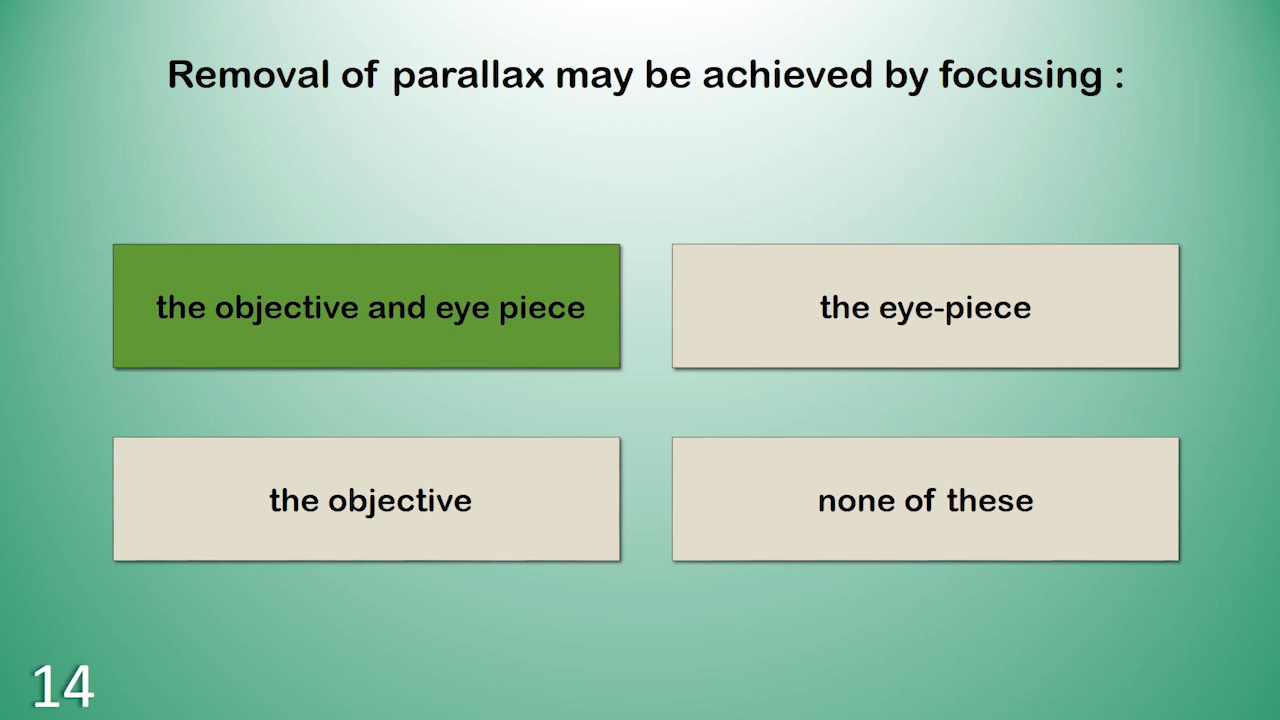 Removal of parallax may be achieved by focusing :
the objective and eye piece
the eye-piece
the objective
none of these
14